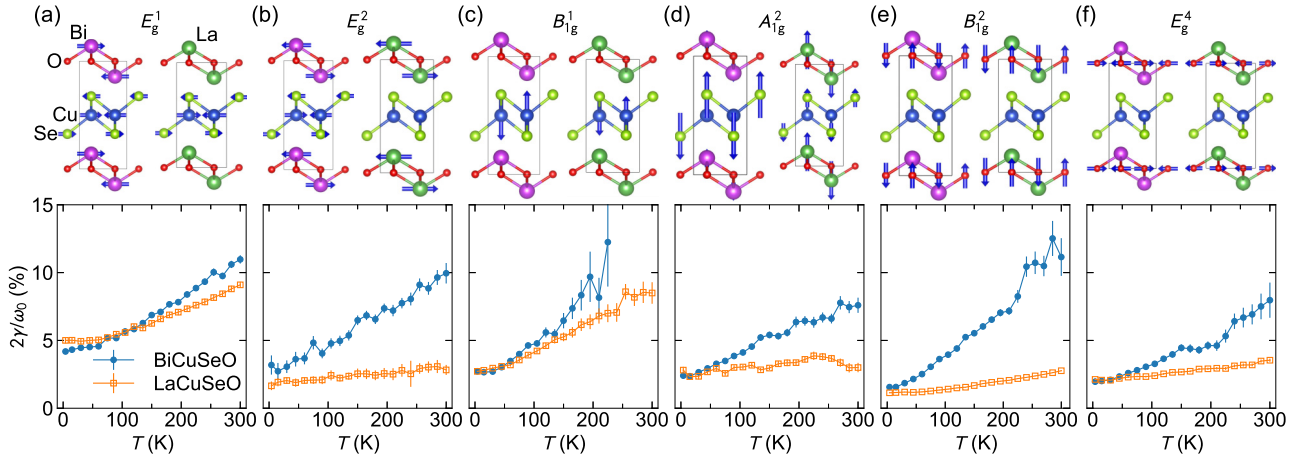 (a) E_g^1 (b) E_g^2 (c) B_1g^1 (d) A_1g^2 (e) B_1g^2 (f) E_g^4
Bi La
O
Cu
Se
15
10
5
0
2γ/ω₀ (%)
BiCuSeO
LaCuSeO
0 100 200 300 0 100 200 300 0 100 200 300 0 100 200 300 0 100 200 300 0 100 200 300
T (K) T (K) T (K) T (K) T (K) T (K)